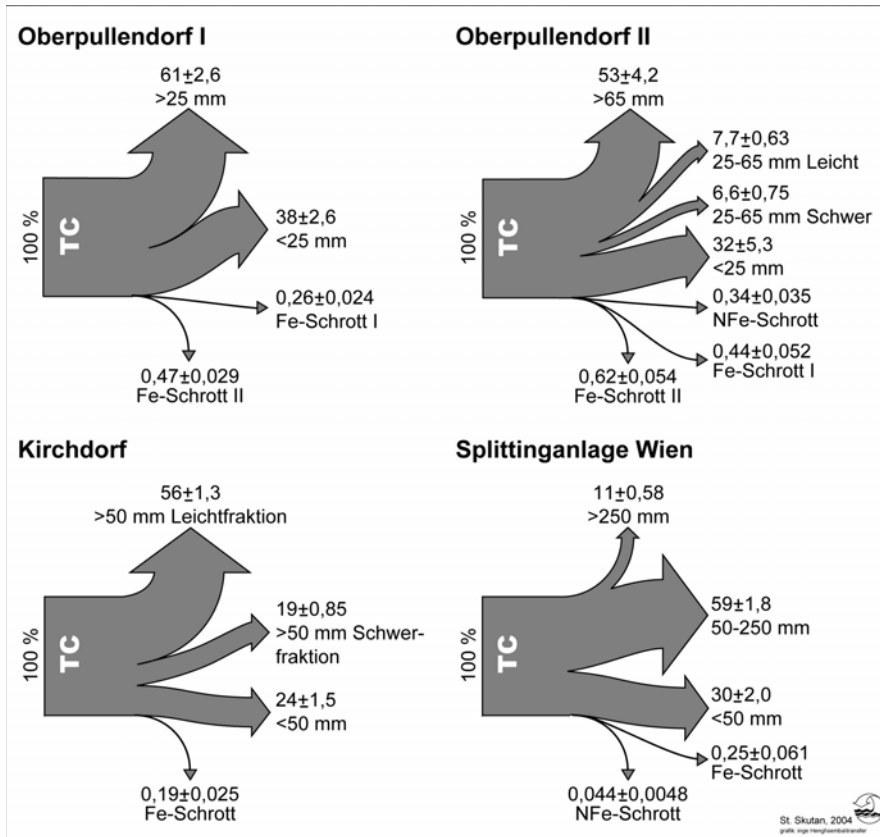 Oberpullendorf I
61±2,6
>25 mm
100 %
TC
38±2,6
<25 mm
0,26±0,024
Fe-Schrott I
0,47±0,029
Fe-Schrott II
Oberpullendorf II
53±4,2
>65 mm
7,7±0,63
25-65 mm Leicht
6,6±0,75
25-65 mm Schwer
100 %
TC
32±5,3
<25 mm
0,34±0,035
NFe-Schrott
0,44±0,052
Fe-Schrott I
0,62±0,054
Fe-Schrott II
Kirchdorf
56±1,3
>50 mm Leichtfraktion
100 %
TC
19±0,85
>50 mm Schwer-
fraktion
24±1,5
<50 mm
0,19±0,025
Fe-Schrott
Splittinganlage Wien
11±0,58
>250 mm
100 %
TC
59±1,8
50-250 mm
30±2,0
<50 mm
0,25±0,061
Fe-Schrott
0,044±0,0048
NFe-Schrott
St. Skutan, 2004
grafik: inge